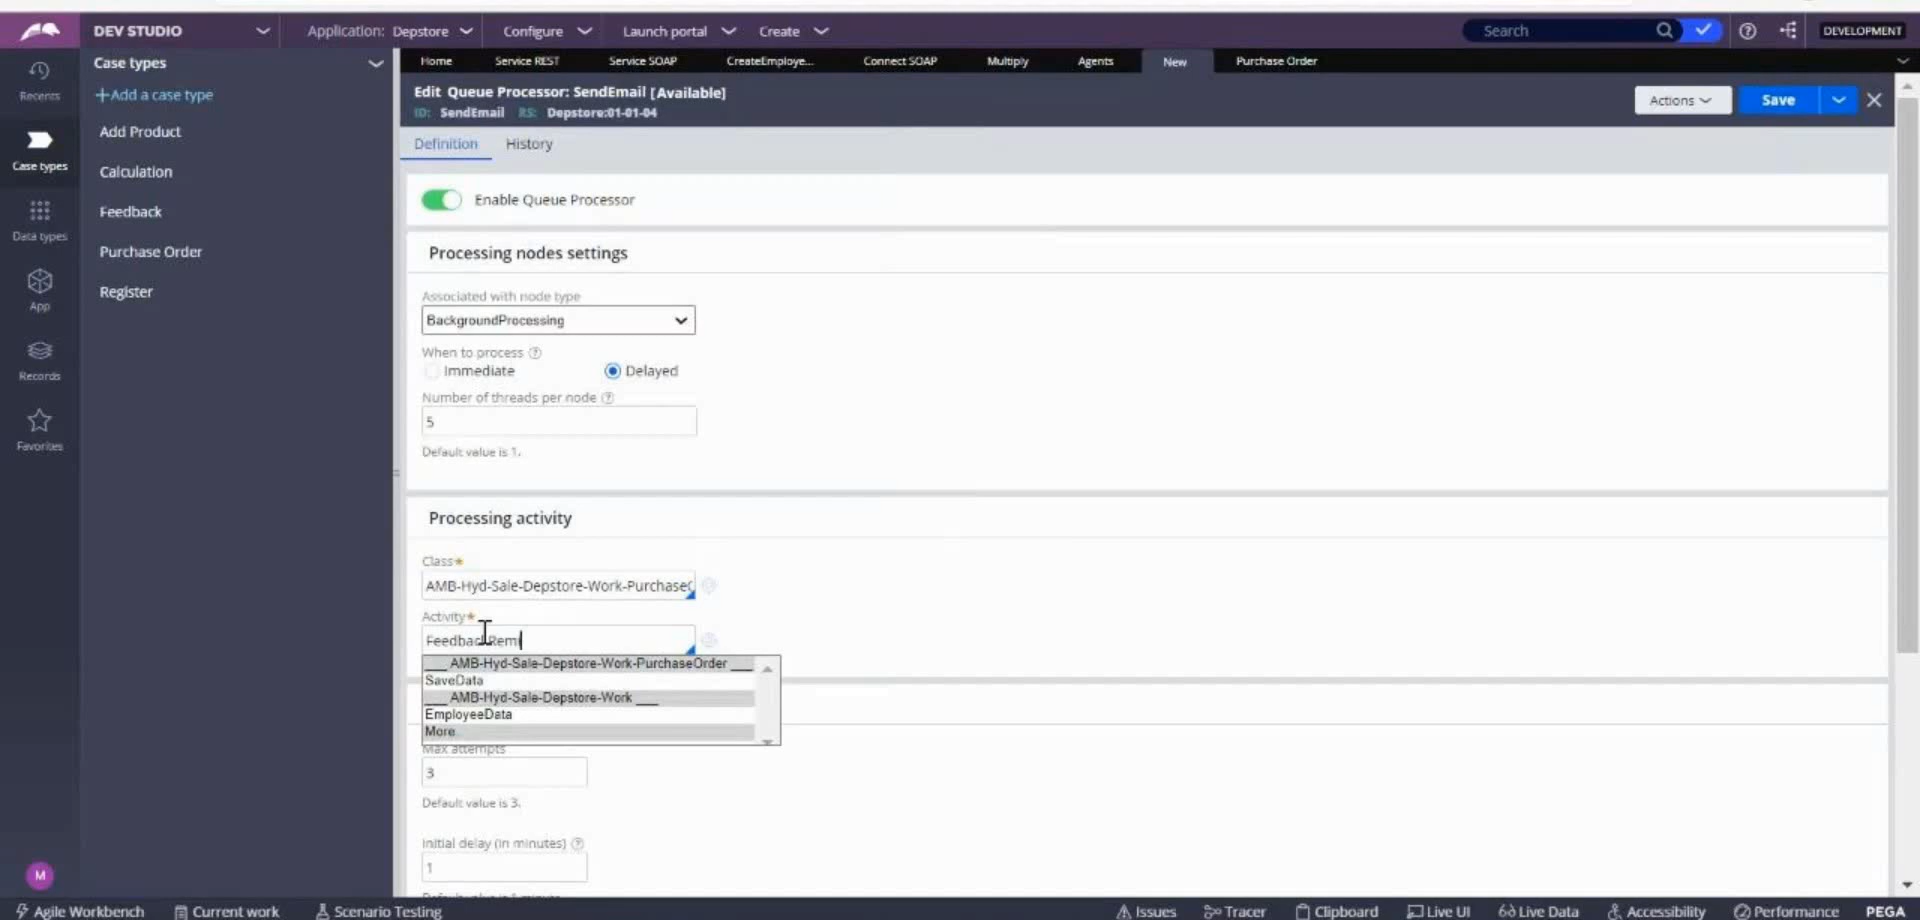 DEV STUDIO
Application: Depstore
Configure
Launch portal
Create
Search
DEVELOPMENT
Recents
Case types
Data types
App
Records
Favorites
M
Case types
+Add a case type
Add Product
Calculation
Feedback
Purchase Order
Register
Home
Service REST
Service SOAP
CreateEmploye...
Connect SOAP
Multiply
Agents
New
Purchase Order
Edit Queue Processor: SendEmail [Available]
ID: SendEmail RS: Depstore:01-01-04
Actions
Save
Definition
History
Enable Queue Processor
Processing nodes settings
Associated with node type
BackgroundProcessing
When to process
Immediate
Delayed
Number of threads per node
5
Default value is 1.
Processing activity
Class*
AMB-Hyd-Sale-Depstore-Work-Purchase
Activity*
FeedbackRemi
___ AMB-Hyd-Sale-Depstore-Work-PurchaseOrder ___
SaveData
___ AMB-Hyd-Sale-Depstore-Work ___
EmployeeData
More
Max attempts
3
Default value is 3.
Initial delay (in minutes)
1
Agile Workbench
Current work
Scenario Testing
Issues
Tracer
Clipboard
Live UI
Live Data
Accessibility
Performance
PEGA